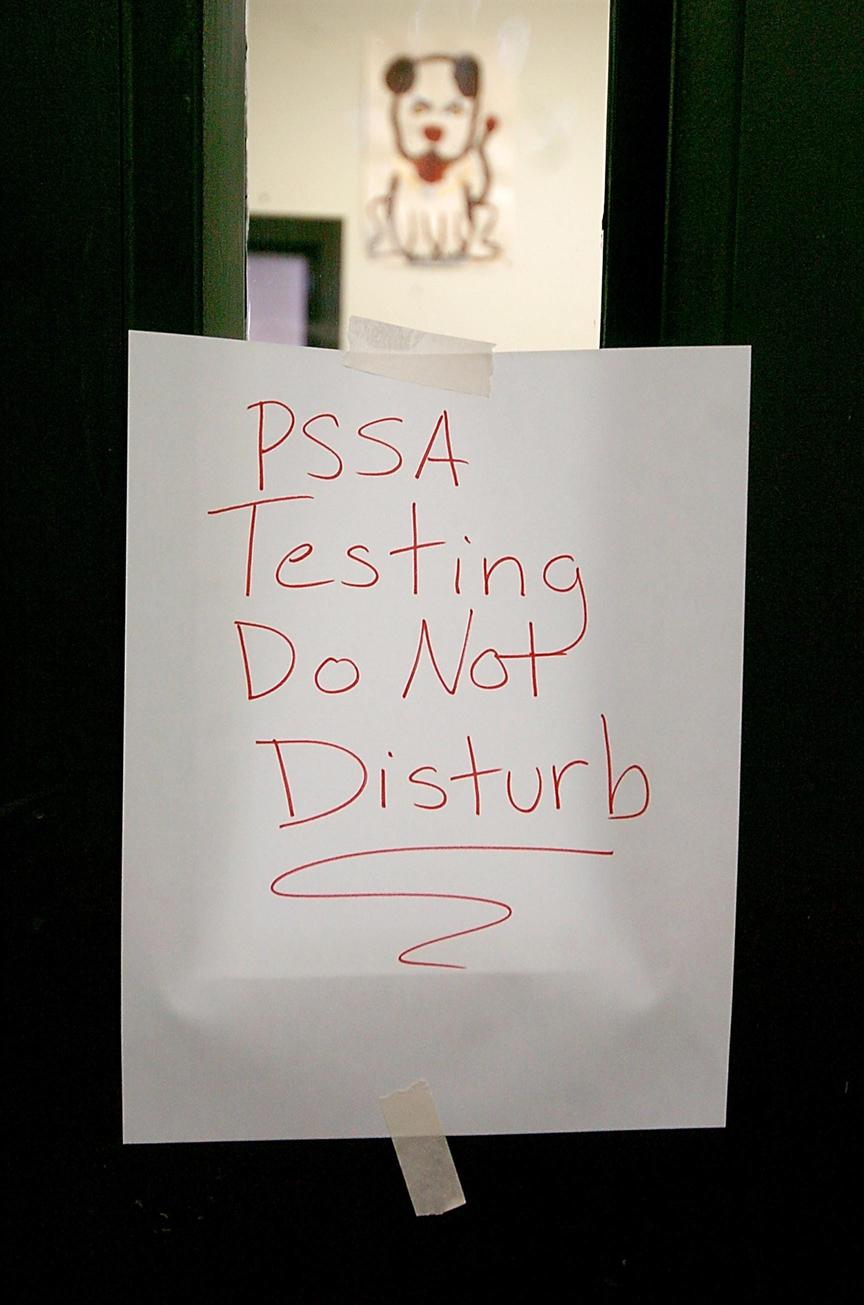 PSSA
Testing
Do Not
Disturb